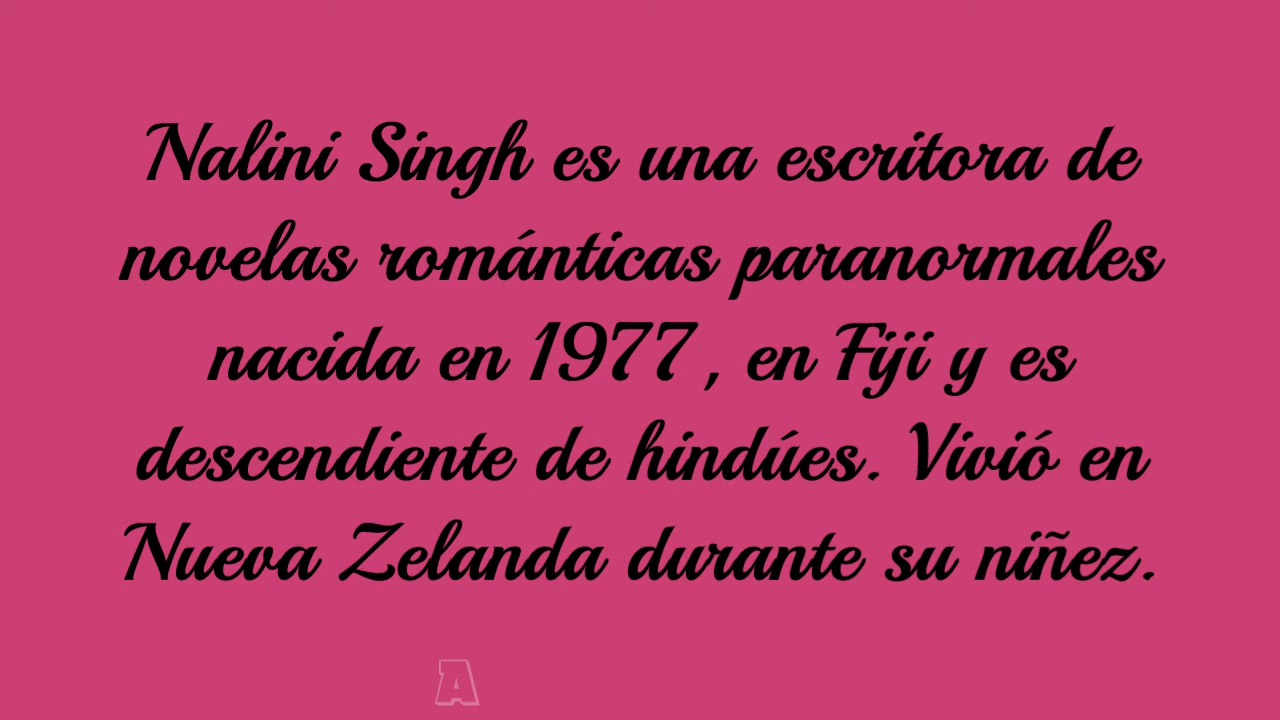 Nalini Singh es una escritora de
novelas románticas paranormales
nacida en 1977 , en Fiji y es
descendiente de hindúes. Vivió en
Nueva Zelanda durante su niñez.
A